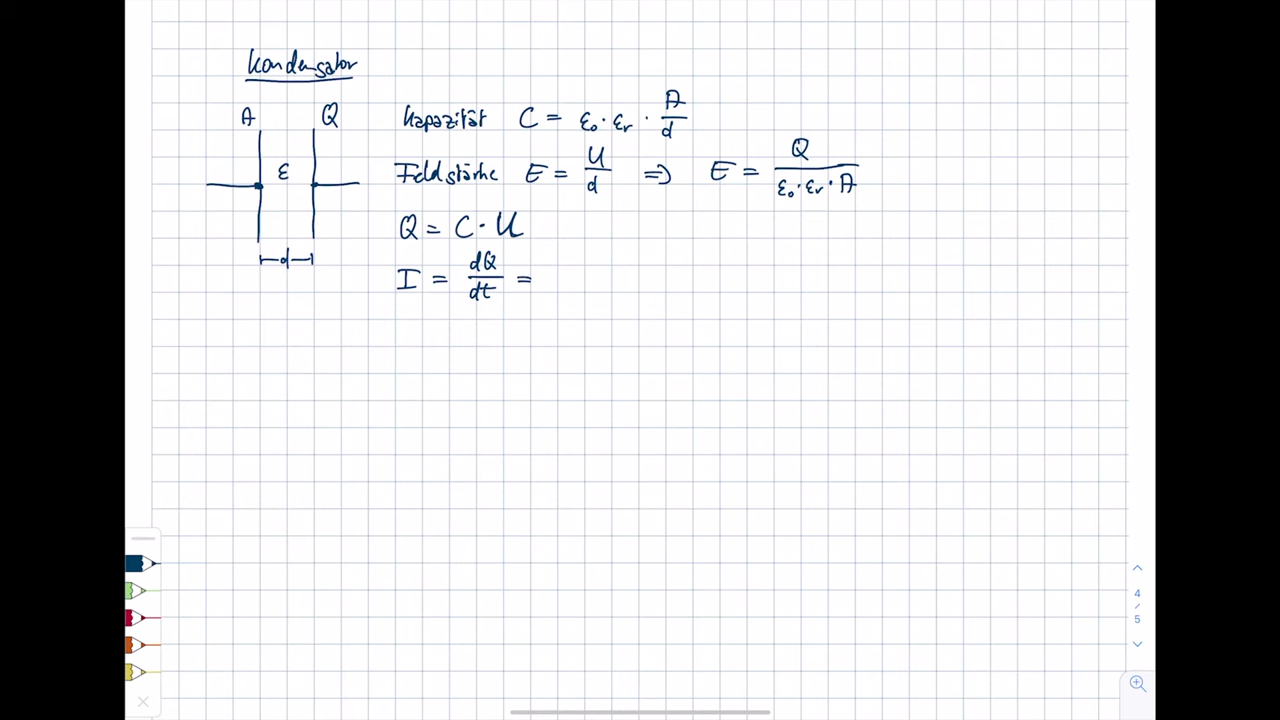 Kondensator
A Q
ε
d
Kapazität C = ε₀ · εᵣ · A/d
Feldstärke E = U/d ⇒ E = Q/(ε₀ · εᵣ · A)
Q = C · U
I = dQ/dt =
4
/
5